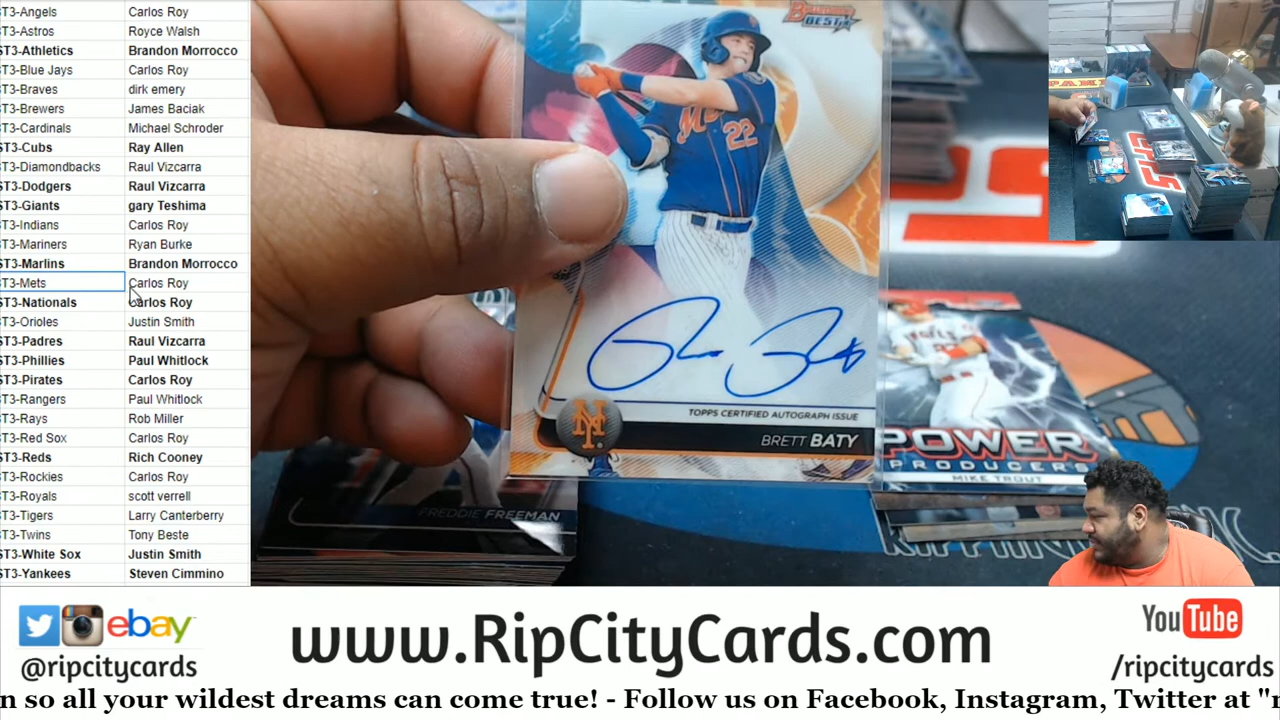 ST3-Angels Carlos Roy
ST3-Astros Royce Walsh
ST3-Athletics Brandon Morrocco
ST3-Blue Jays Carlos Roy
ST3-Braves dirk emery
ST3-Brewers James Baciak
ST3-Cardinals Michael Schroder
ST3-Cubs Ray Allen
ST3-Diamondbacks Raul Vizcarra
ST3-Dodgers Raul Vizcarra
ST3-Giants gary Teshima
ST3-Indians Carlos Roy
ST3-Mariners Ryan Burke
ST3-Marlins Brandon Morrocco
ST3-Mets Carlos Roy
ST3-Nationals Carlos Roy
ST3-Orioles Justin Smith
ST3-Padres Raul Vizcarra
ST3-Phillies Paul Whitlock
ST3-Pirates Carlos Roy
ST3-Rangers Paul Whitlock
ST3-Rays Rob Miller
ST3-Red Sox Carlos Roy
ST3-Reds Rich Cooney
ST3-Rockies Carlos Roy
ST3-Royals scott verrell
ST3-Tigers Larry Canterberry
ST3-Twins Tony Beste
ST3-White Sox Justin Smith
ST3-Yankees Steven Cimmino
BOWMAN'S
BEST
Mets
22
TOPPS CERTIFIED AUTOGRAPH ISSUE
BRETT BATY
NY
FREDDIE FREEMAN
POWER
PRODUCERS
MIKE TROUT
ebay
@ripcitycards
www.RipCityCards.com
YouTube
/ripcitycards
n so all your wildest dreams can come true! - Follow us on Facebook, Instagram, Twitter at "r